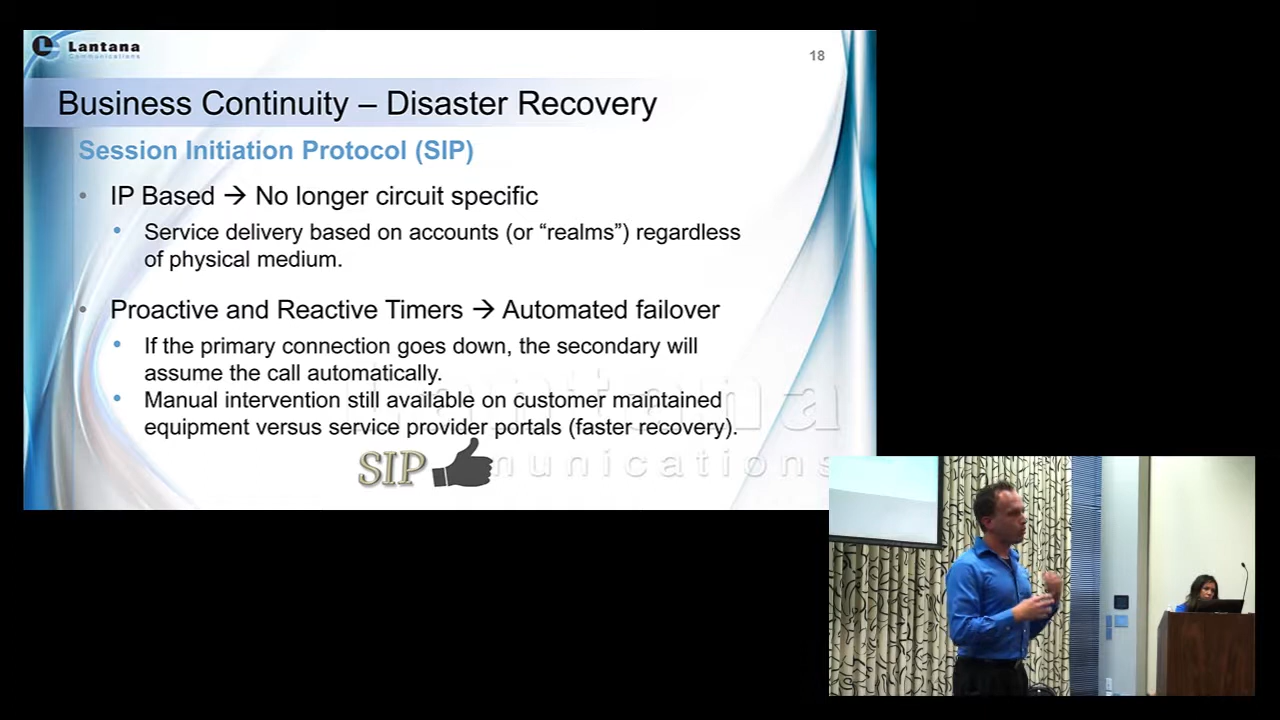 Lantana
Communications
18
Business Continuity – Disaster Recovery
Session Initiation Protocol (SIP)
• IP Based → No longer circuit specific
• Service delivery based on accounts (or “realms”) regardless
of physical medium.
• Proactive and Reactive Timers → Automated failover
• If the primary connection goes down, the secondary will
assume the call automatically.
• Manual intervention still available on customer maintained
equipment versus service provider portals (faster recovery).
Lantana
munications
SIP